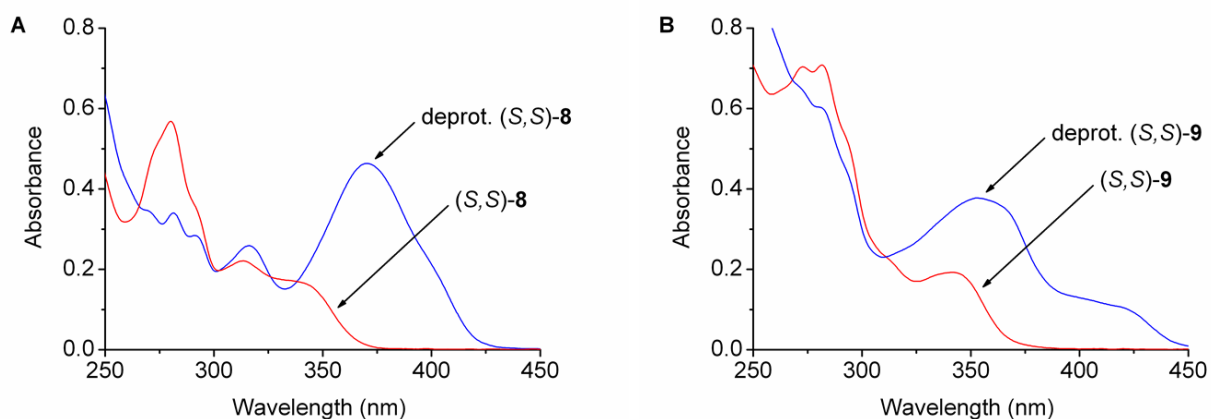 A
0.8
0.6
0.4
0.2
0.0
Absorbance
250 300 350 400 450
Wavelength (nm)
deprot. (S,S)-8
(S,S)-8
B
0.8
0.6
0.4
0.2
0.0
Absorbance
250 300 350 400 450
Wavelength (nm)
deprot. (S,S)-9
(S,S)-9